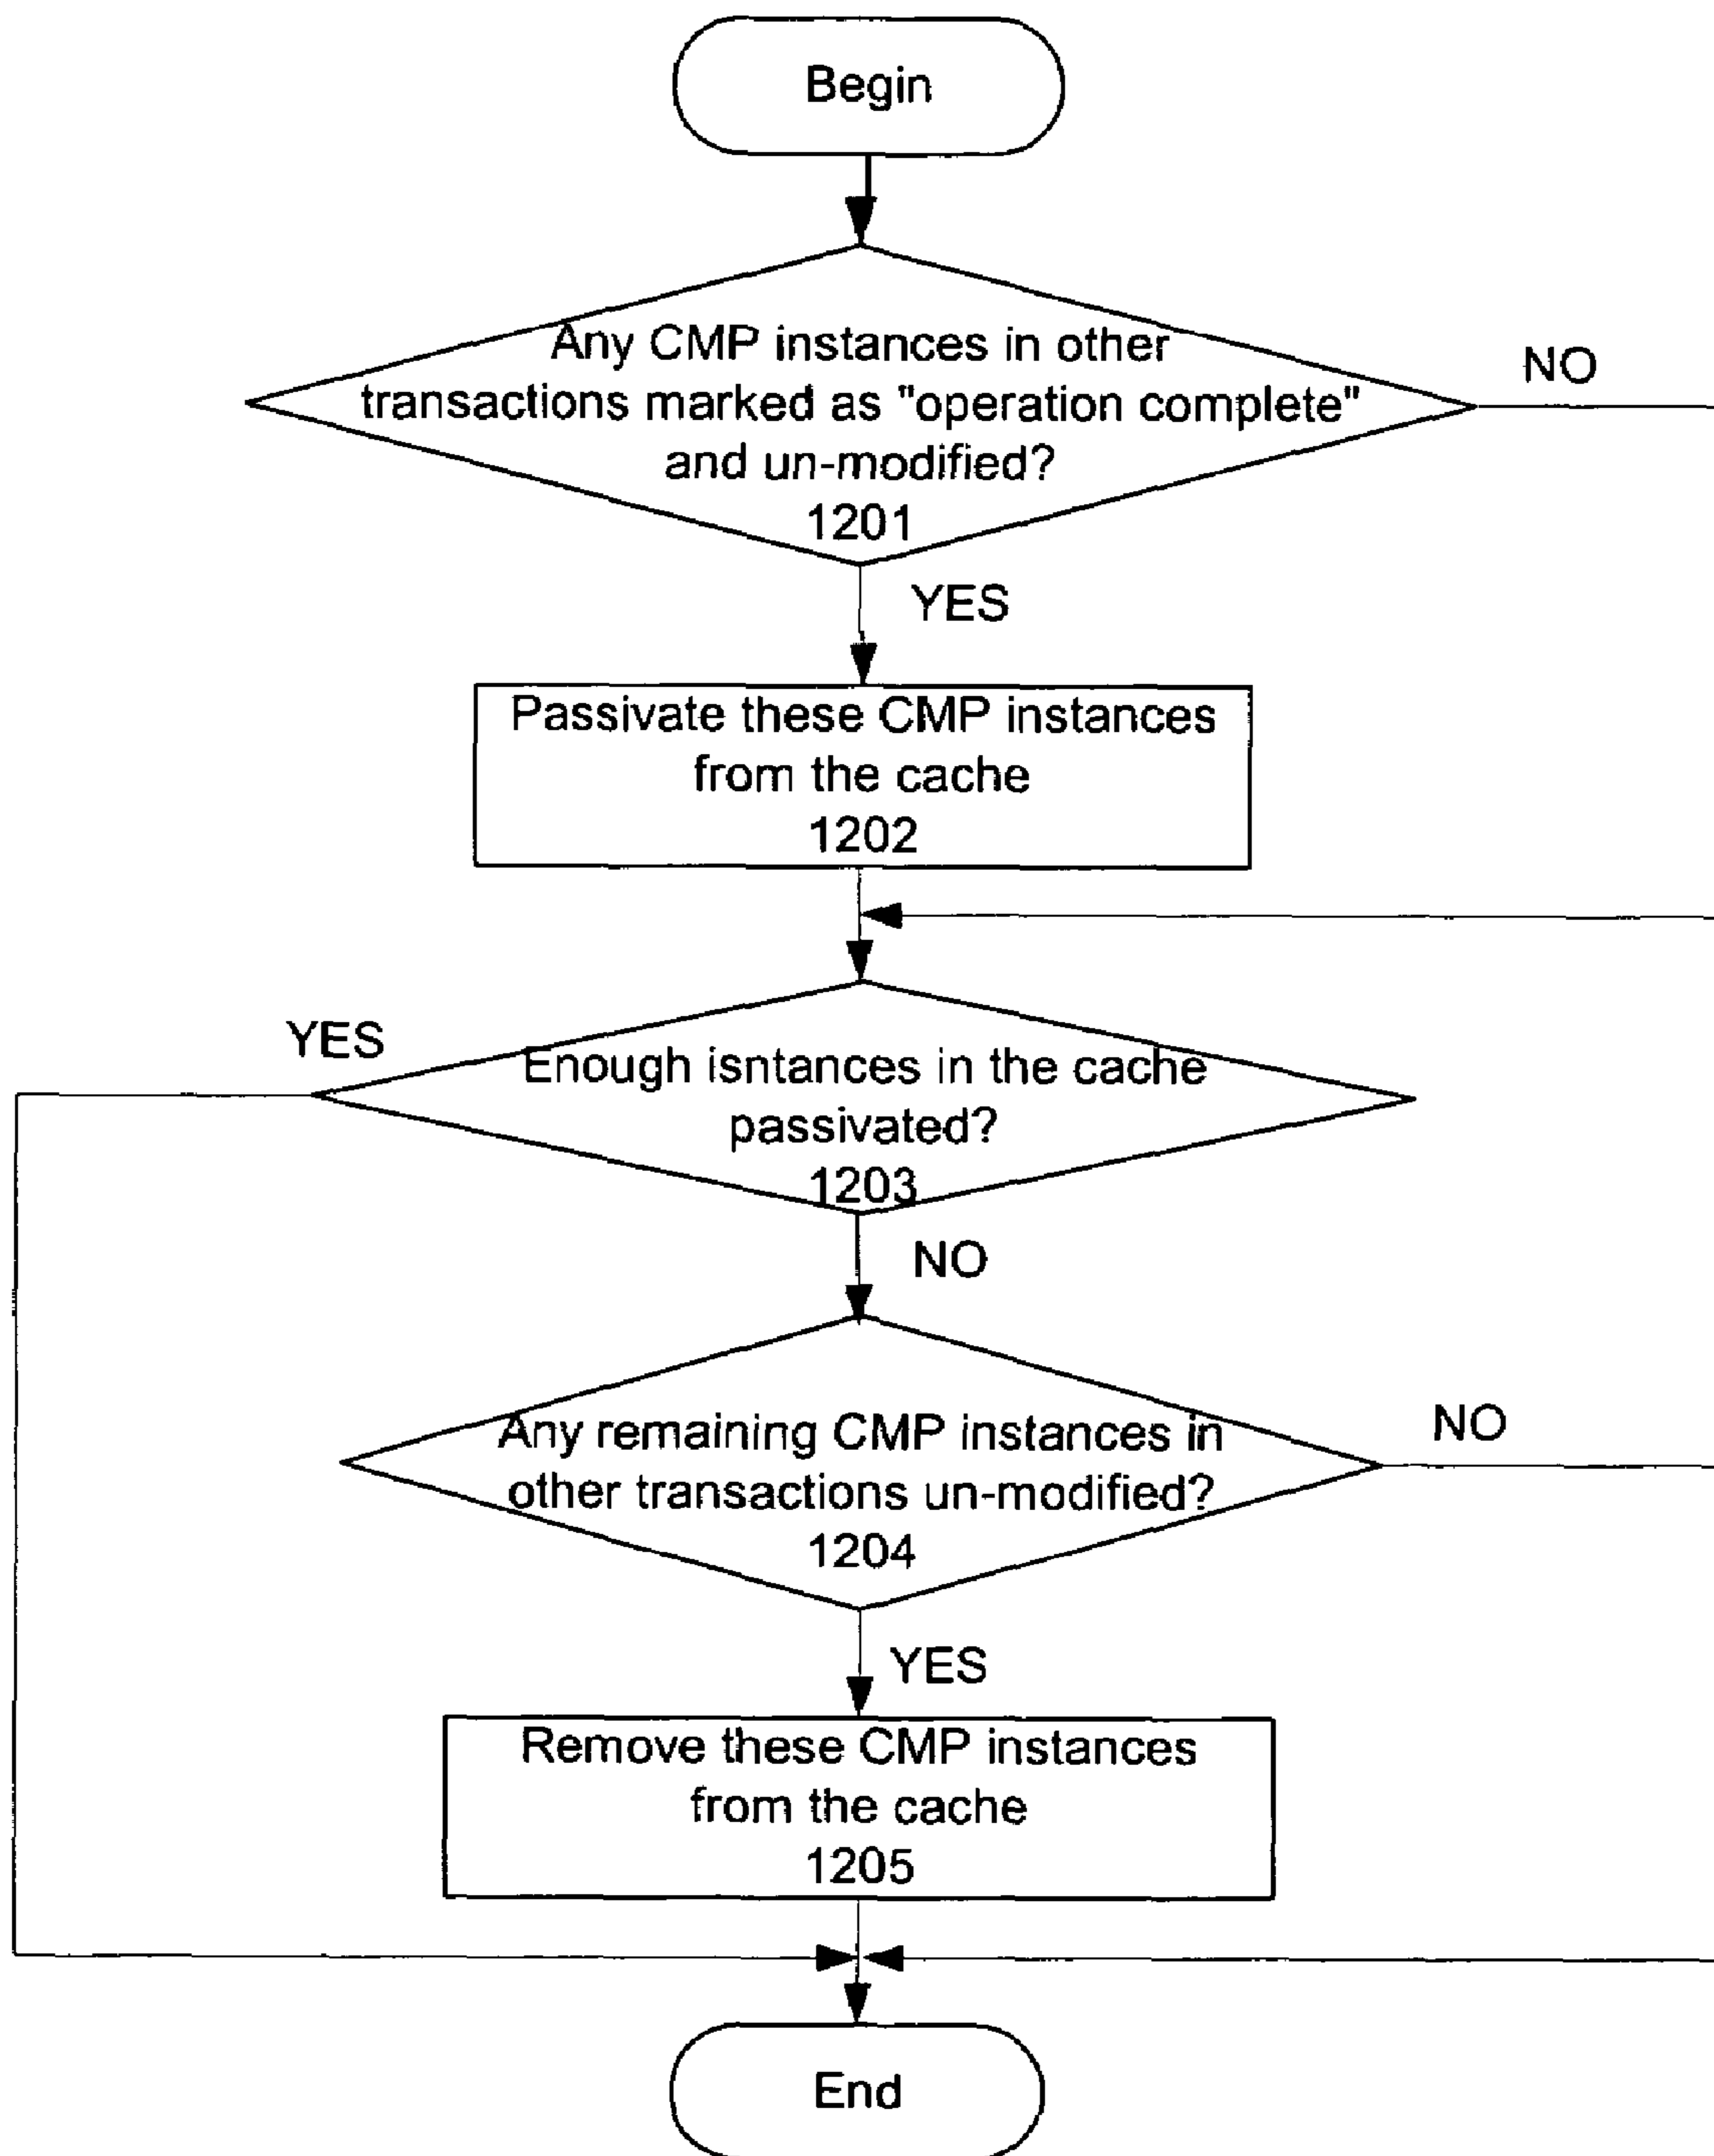 Begin
Any CMP instances in other
transactions marked as "operation complete"
and un-modified?
1201
NO
YES
Passivate these CMP instances
from the cache
1202
YES
Enough isntances in the cache
passivated?
1203
NO
Any remaining CMP instances in
other transactions un-modified?
1204
NO
YES
Remove these CMP instances
from the cache
1205
End